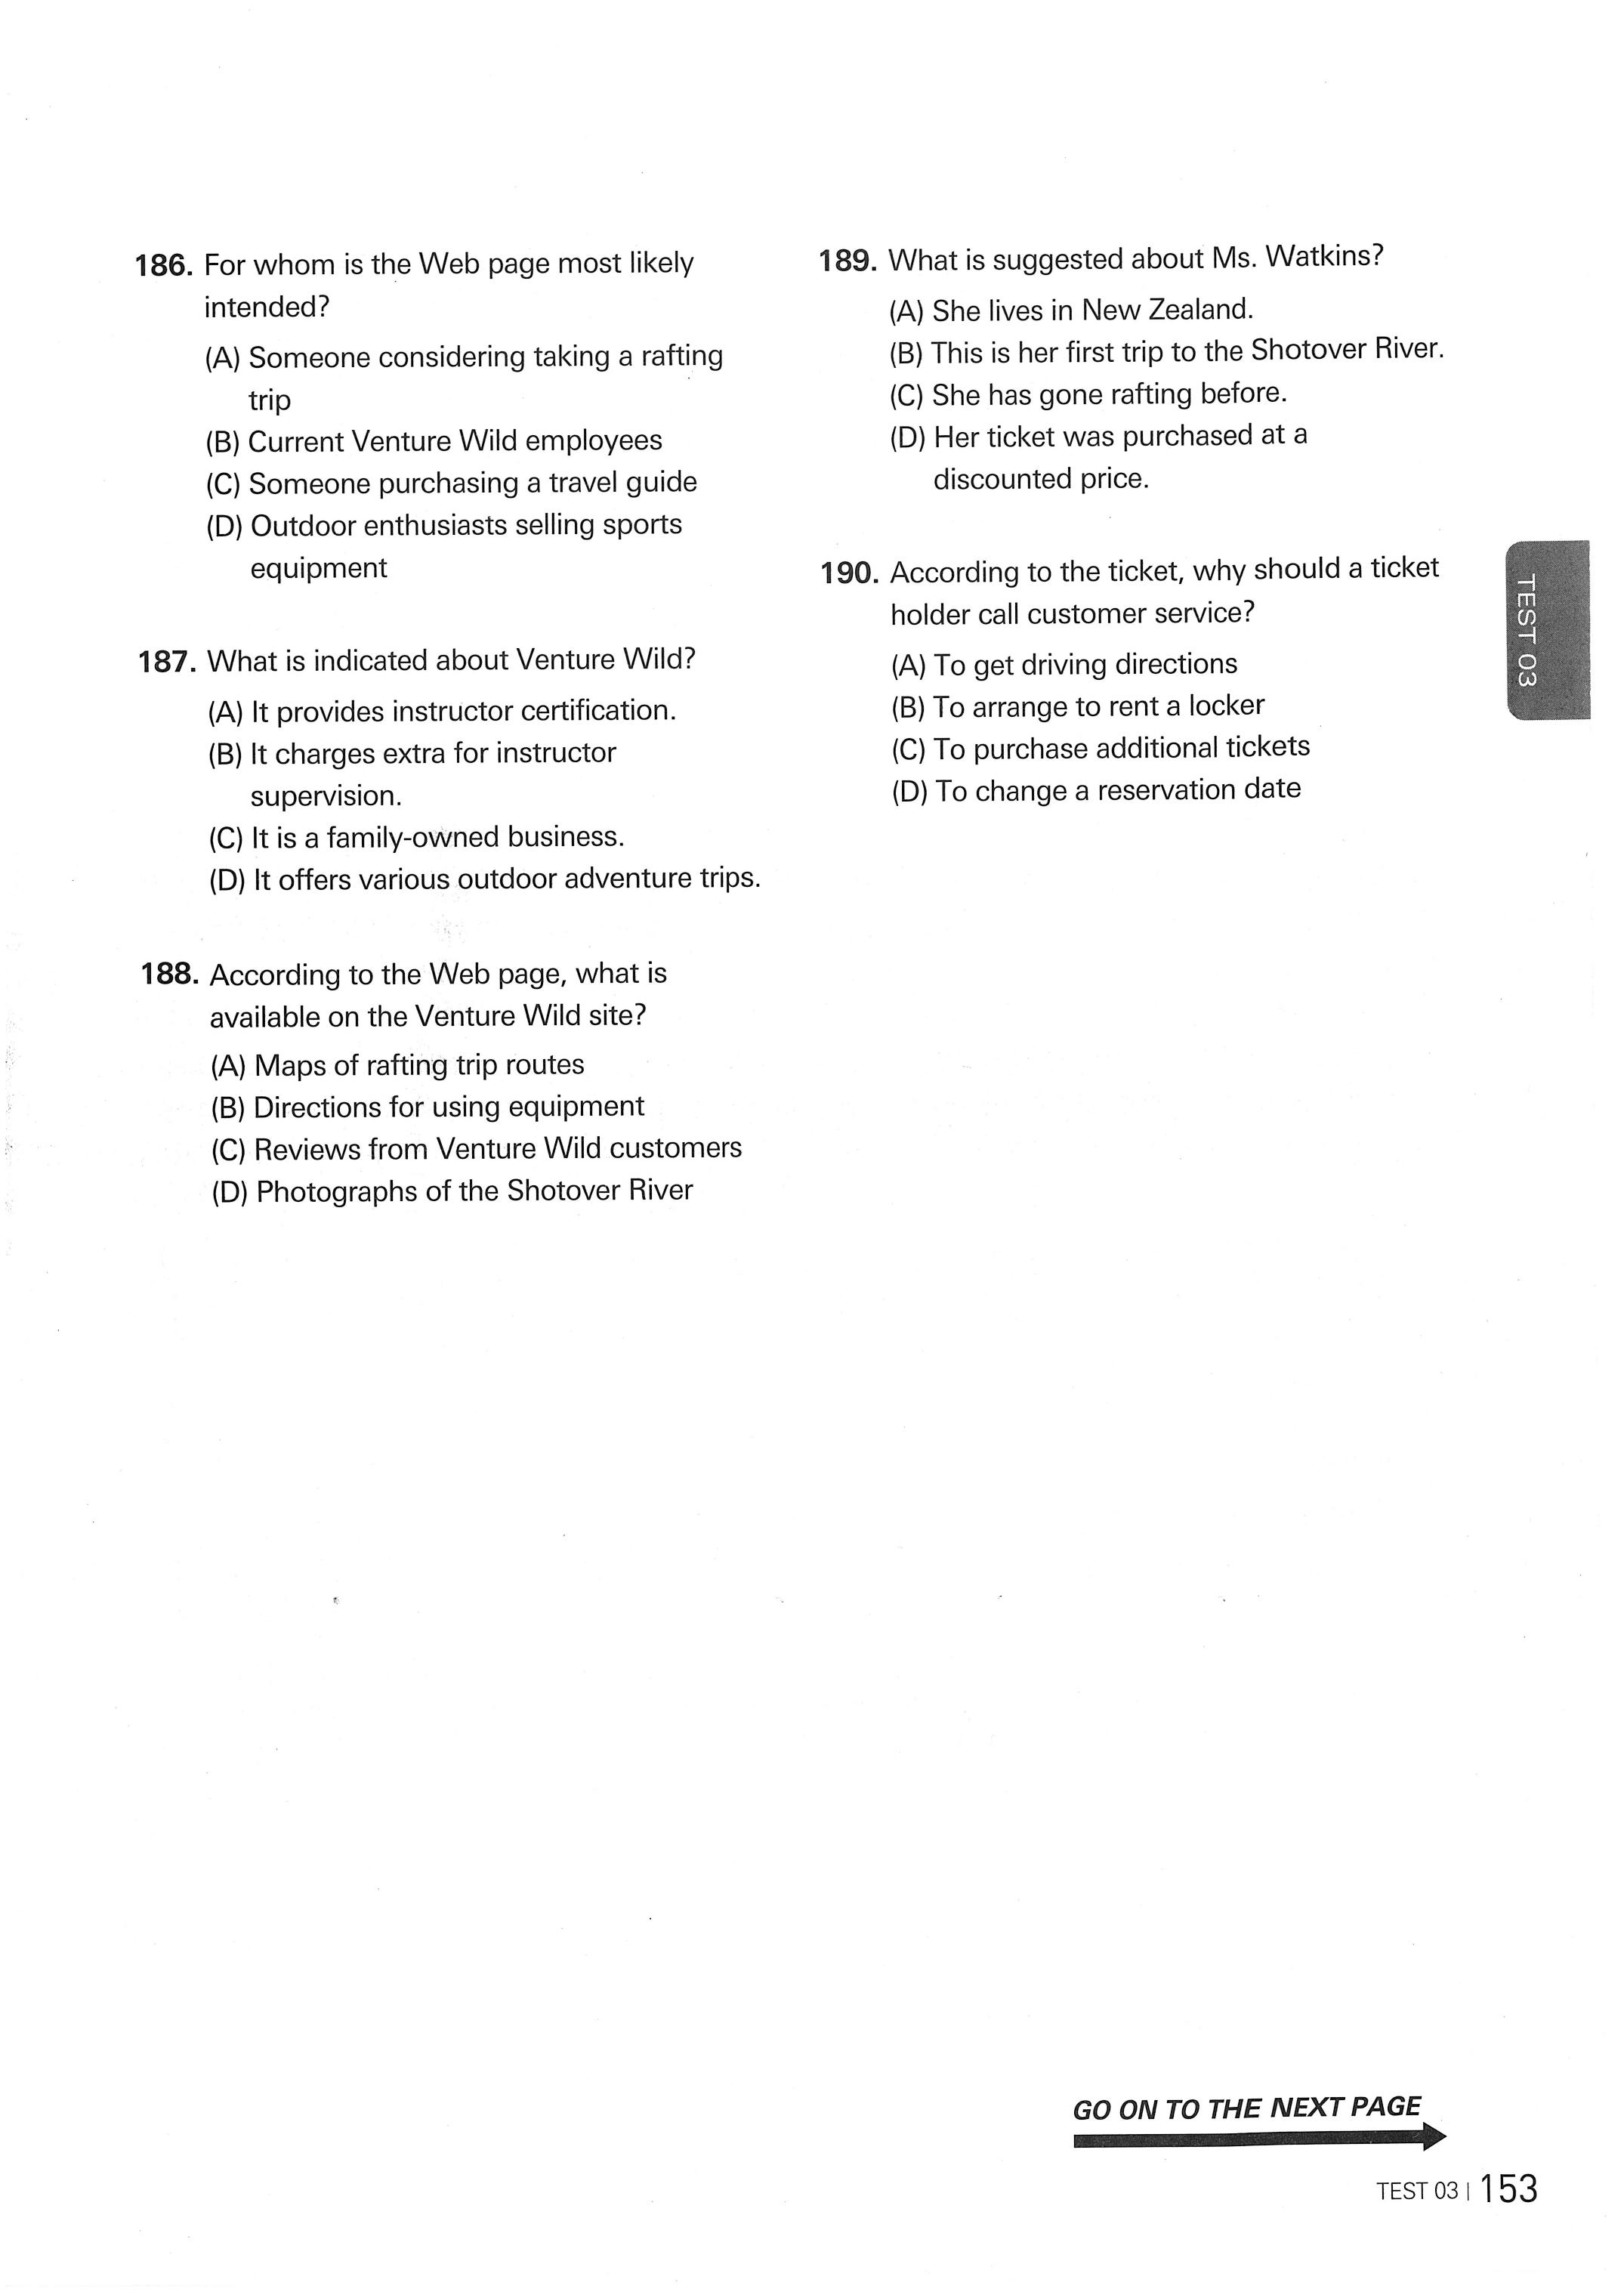 186. For whom is the Web page most likely
intended?
(A) Someone considering taking a rafting
trip
(B) Current Venture Wild employees
(C) Someone purchasing a travel guide
(D) Outdoor enthusiasts selling sports
equipment
187. What is indicated about Venture Wild?
(A) It provides instructor certification.
(B) It charges extra for instructor
supervision.
(C) It is a family-owned business.
(D) It offers various outdoor adventure trips.
188. According to the Web page, what is
available on the Venture Wild site?
(A) Maps of rafting trip routes
(B) Directions for using equipment
(C) Reviews from Venture Wild customers
(D) Photographs of the Shotover River
189. What is suggested about Ms. Watkins?
(A) She lives in New Zealand.
(B) This is her first trip to the Shotover River.
(C) She has gone rafting before.
(D) Her ticket was purchased at a
discounted price.
190. According to the ticket, why should a ticket
holder call customer service?
(A) To get driving directions
(B) To arrange to rent a locker
(C) To purchase additional tickets
(D) To change a reservation date
TEST 03
GO ON TO THE NEXT PAGE
TEST 03 | 153